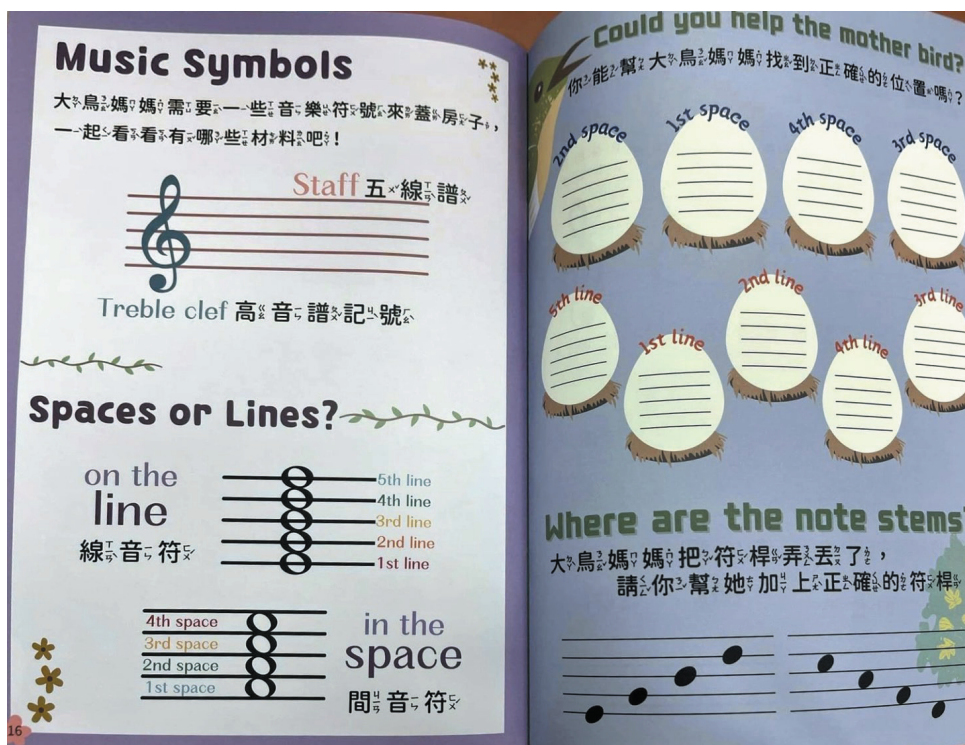 Music Symbols
大鳥媽媽需要一些音樂符號來蓋房子，
一起看看有哪些材料吧！
Staff 五線譜
Treble clef 高音譜記號
Spaces or Lines?
on the
line
線音符
5th line
4th line
3rd line
2nd line
1st line
4th space
3rd space
2nd space
1st space
in the
space
間音符
16
Could you help the mother bird?
你能幫大鳥媽媽找到正確的位置嗎？
2nd space
1st space
4th space
3rd space
5th line
1st line
2nd line
4th line
3rd line
Where are the note stems?
大鳥媽媽把符桿弄丟了，
請你幫她加上正確的符桿